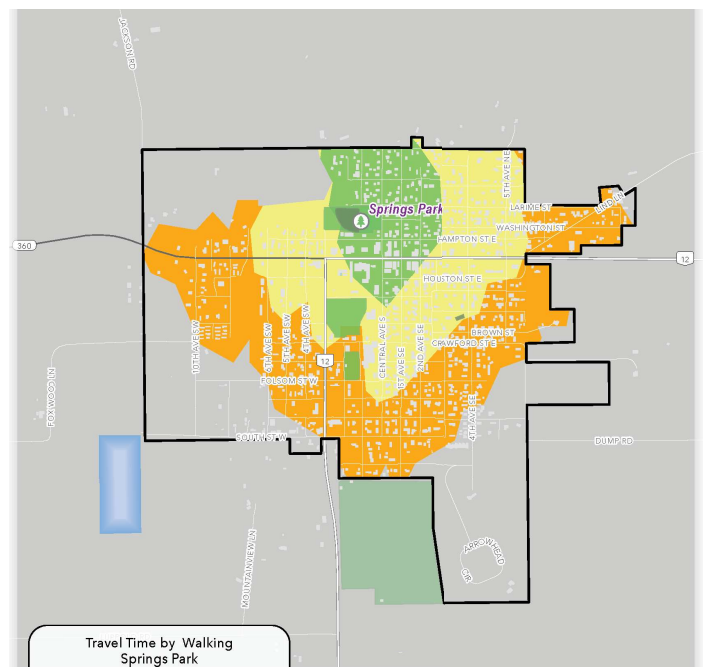 JACKSON RD
5TH AVE NE
LARIME ST
LIND LN
Springs Park
WASHINGTON ST
HAMPTON ST E
360
12
HOUSTON ST E
10TH AVE SW
6TH AVE SW
5TH AVE SW
4TH AVE SW
CENTRAL AVE S
1ST AVE SE
2ND AVE SE
BROWN ST
CRAWFORD ST E
12
FOXWOOD LN
FOLSOM ST W
4TH AVE SE
SOUTH ST W
DUMP RD
MOUNTAINVIEW LN
ARROWHEAD
CIR
Travel Time by Walking
Springs Park